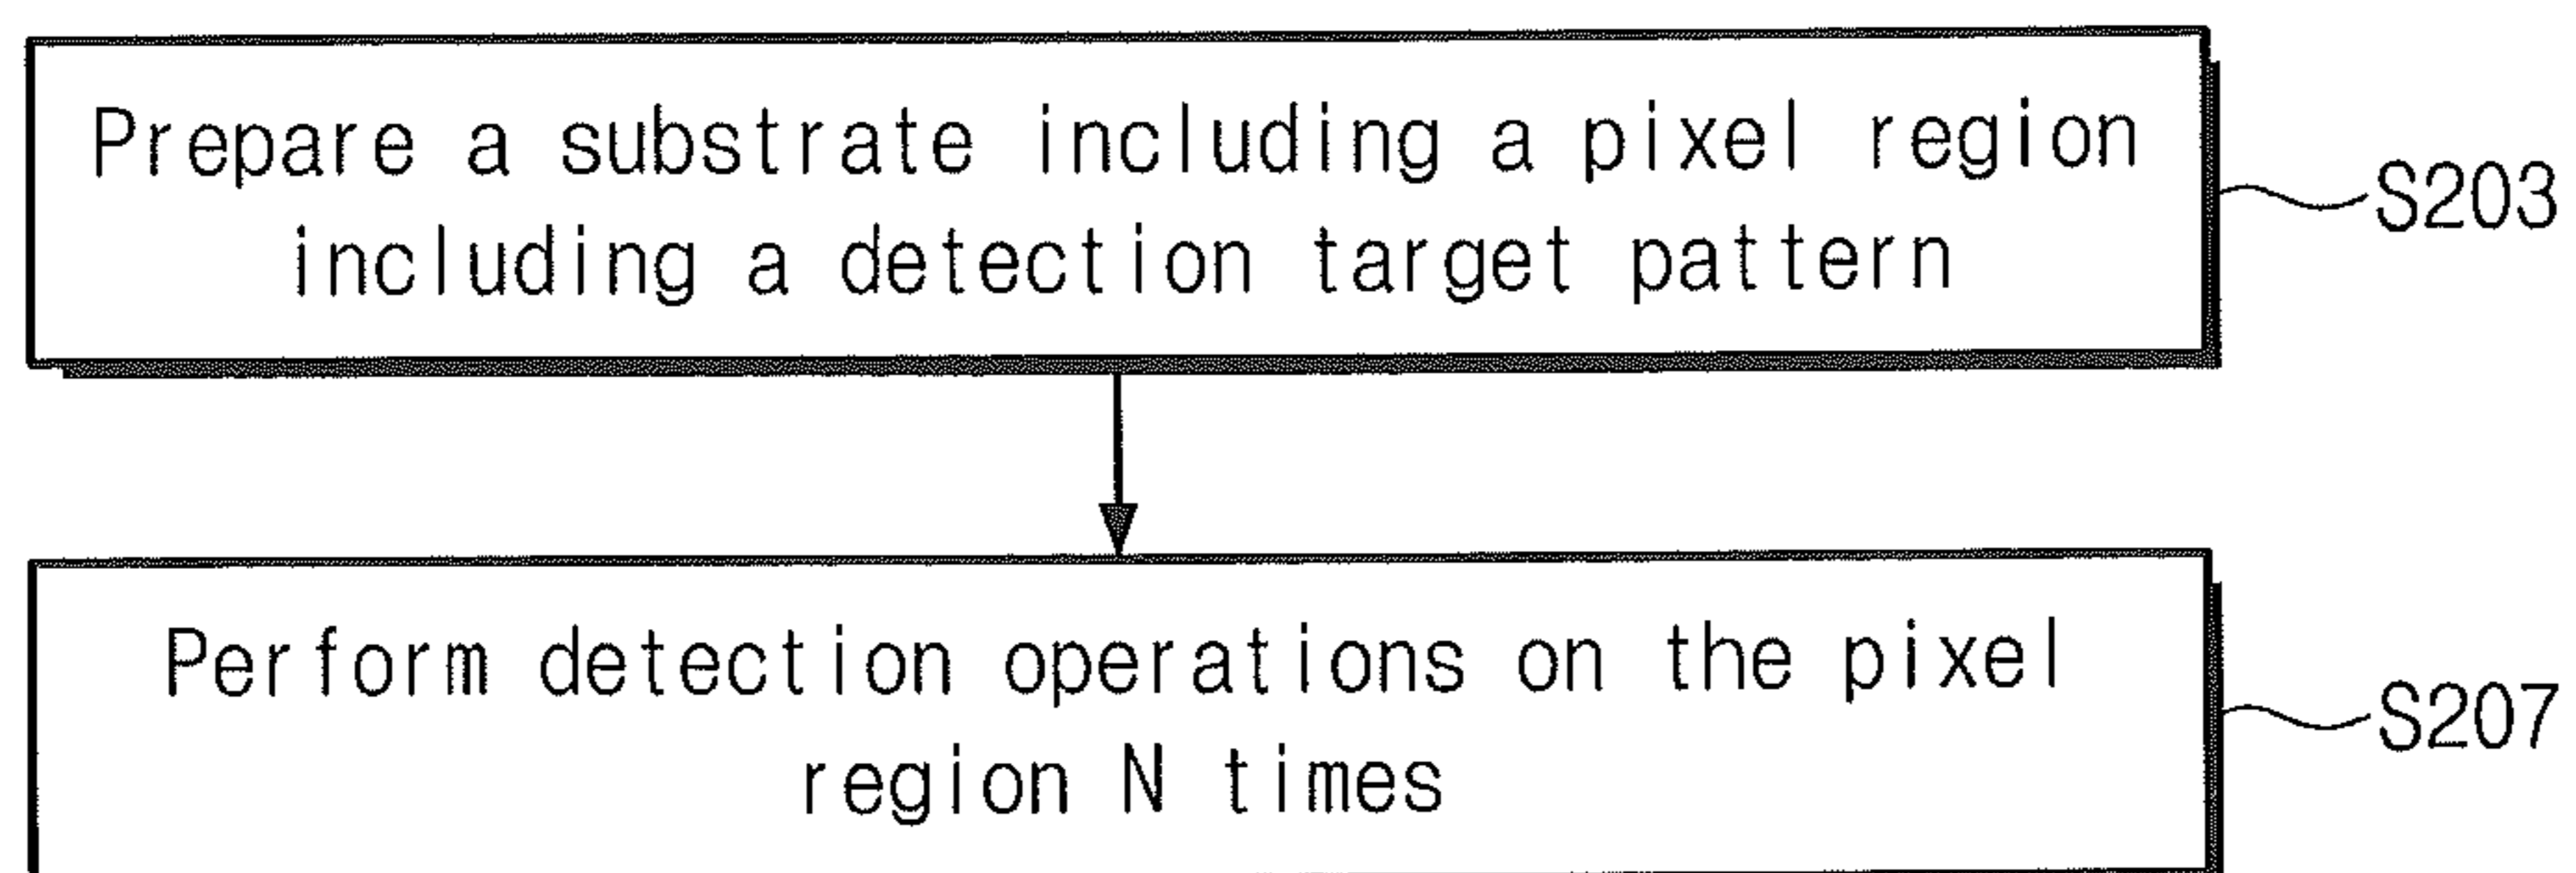 Prepare a substrate including a pixel region
including a detection target pattern
S203
Perform detection operations on the pixel
region N times
S207